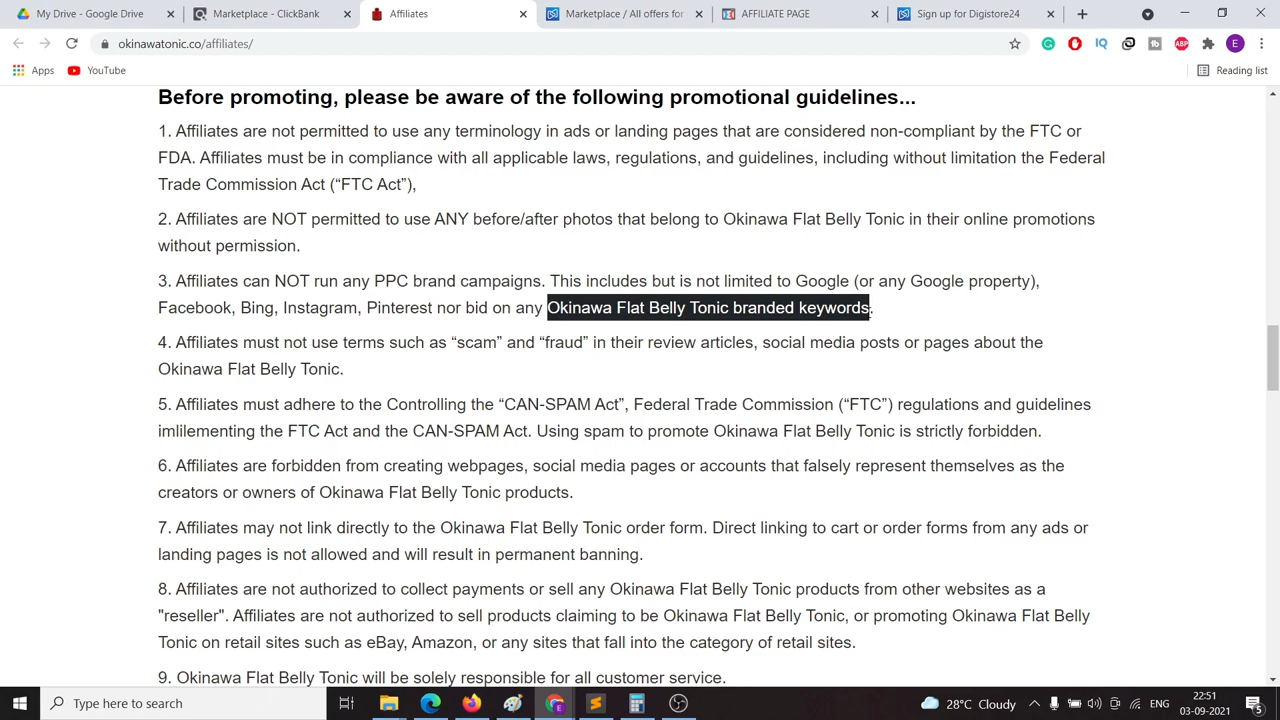 My Drive - Google Drive
Marketplace - ClickBank
Affiliates
Marketplace / All offers for
AFFILIATE PAGE
Sign up for Digistore24
okinawatonic.co/affiliates/
Apps
YouTube
Reading list
Before promoting, please be aware of the following promotional guidelines...
1. Affiliates are not permitted to use any terminology in ads or landing pages that are considered non-compliant by the FTC or
FDA. Affiliates must be in compliance with all applicable laws, regulations, and guidelines, including without limitation the Federal
Trade Commission Act (“FTC Act”),
2. Affiliates are NOT permitted to use ANY before/after photos that belong to Okinawa Flat Belly Tonic in their online promotions
without permission.
3. Affiliates can NOT run any PPC brand campaigns. This includes but is not limited to Google (or any Google property),
Facebook, Bing, Instagram, Pinterest nor bid on any Okinawa Flat Belly Tonic branded keywords.
4. Affiliates must not use terms such as “scam” and “fraud” in their review articles, social media posts or pages about the
Okinawa Flat Belly Tonic.
5. Affiliates must adhere to the Controlling the “CAN-SPAM Act”, Federal Trade Commission (“FTC”) regulations and guidelines
imlilementing the FTC Act and the CAN-SPAM Act. Using spam to promote Okinawa Flat Belly Tonic is strictly forbidden.
6. Affiliates are forbidden from creating webpages, social media pages or accounts that falsely represent themselves as the
creators or owners of Okinawa Flat Belly Tonic products.
7. Affiliates may not link directly to the Okinawa Flat Belly Tonic order form. Direct linking to cart or order forms from any ads or
landing pages is not allowed and will result in permanent banning.
8. Affiliates are not authorized to collect payments or sell any Okinawa Flat Belly Tonic products from other websites as a
"reseller". Affiliates are not authorized to sell products claiming to be Okinawa Flat Belly Tonic, or promoting Okinawa Flat Belly
Tonic on retail sites such as eBay, Amazon, or any sites that fall into the category of retail sites.
9. Okinawa Flat Belly Tonic will be solely responsible for all customer service.
Type here to search
28°C Cloudy
ENG
22:51
03-09-2021
5